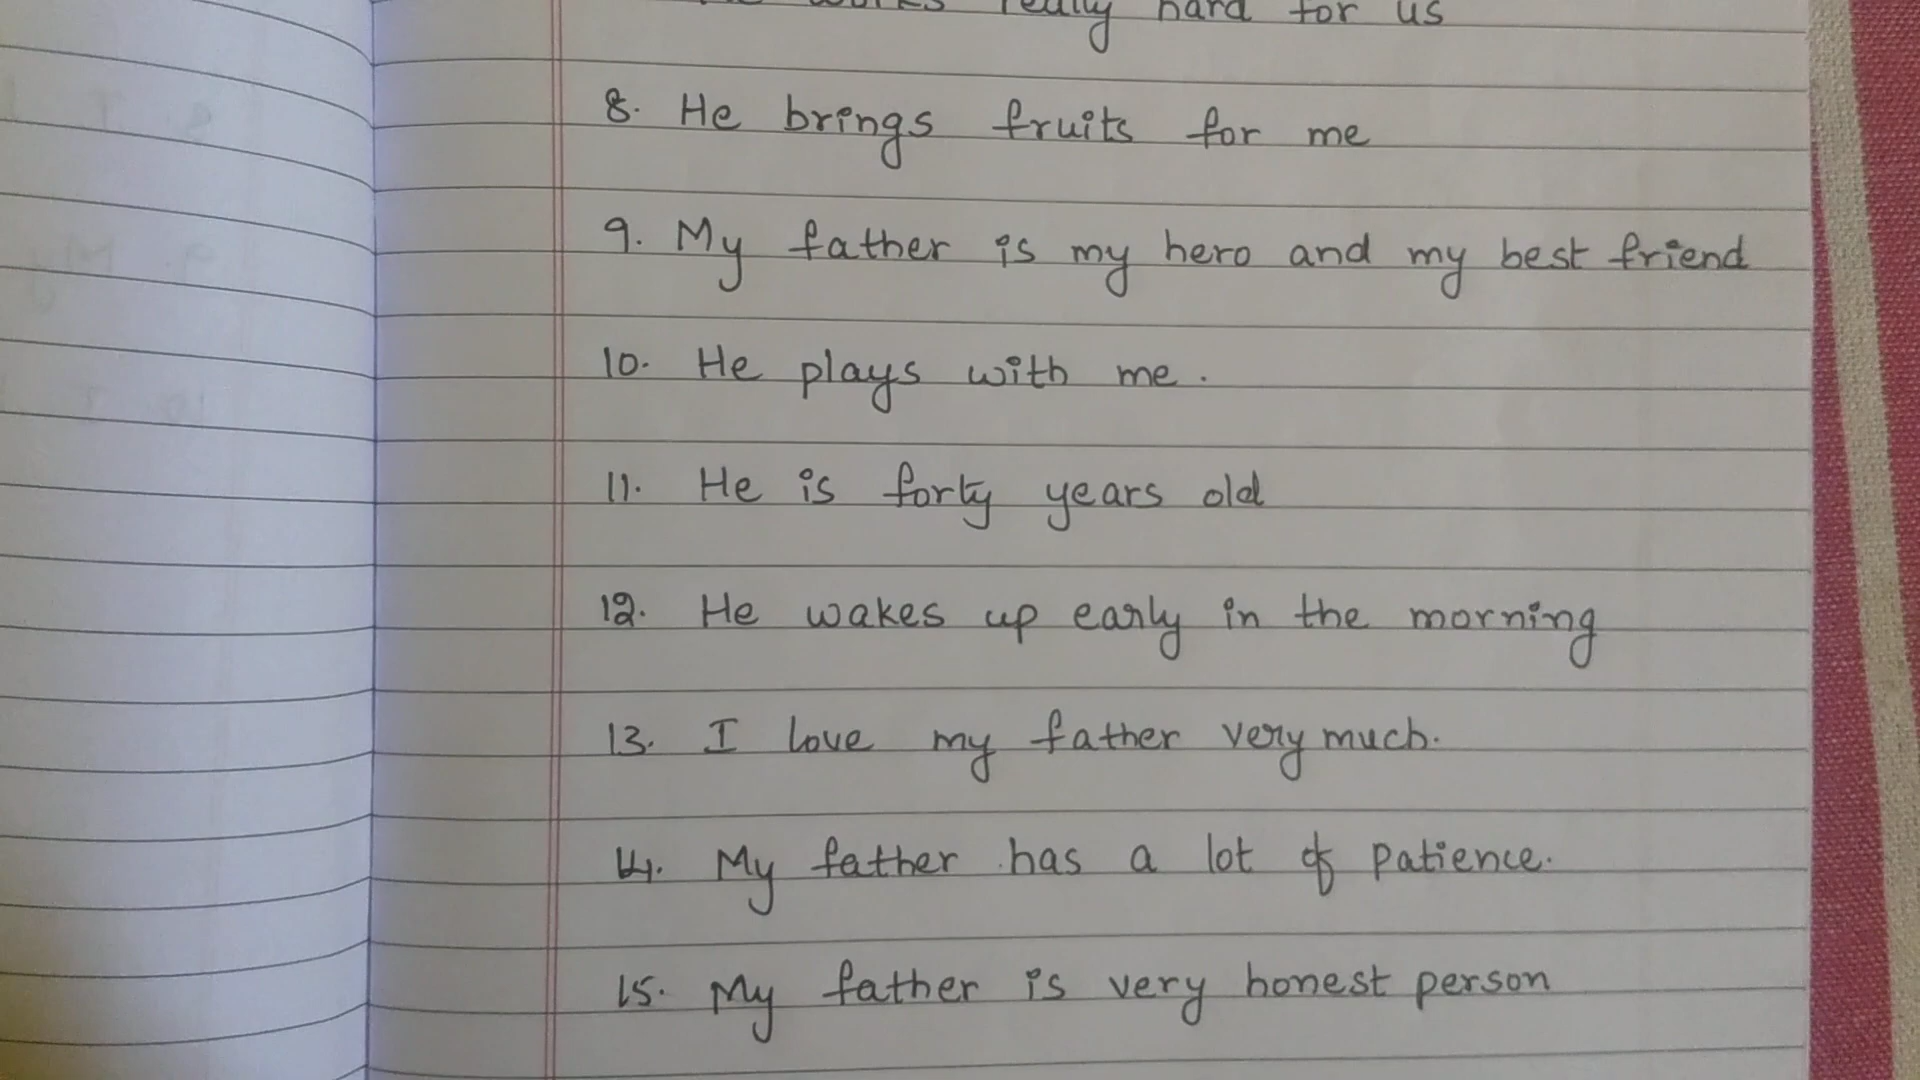 works really hard for us
8. He brings fruits for me
9. My father is my hero and my best friend
10. He plays with me.
11. He is forty years old
12. He wakes up early in the morning
13. I love my father very much.
14. My father has a lot of patience.
15. My father is very honest person